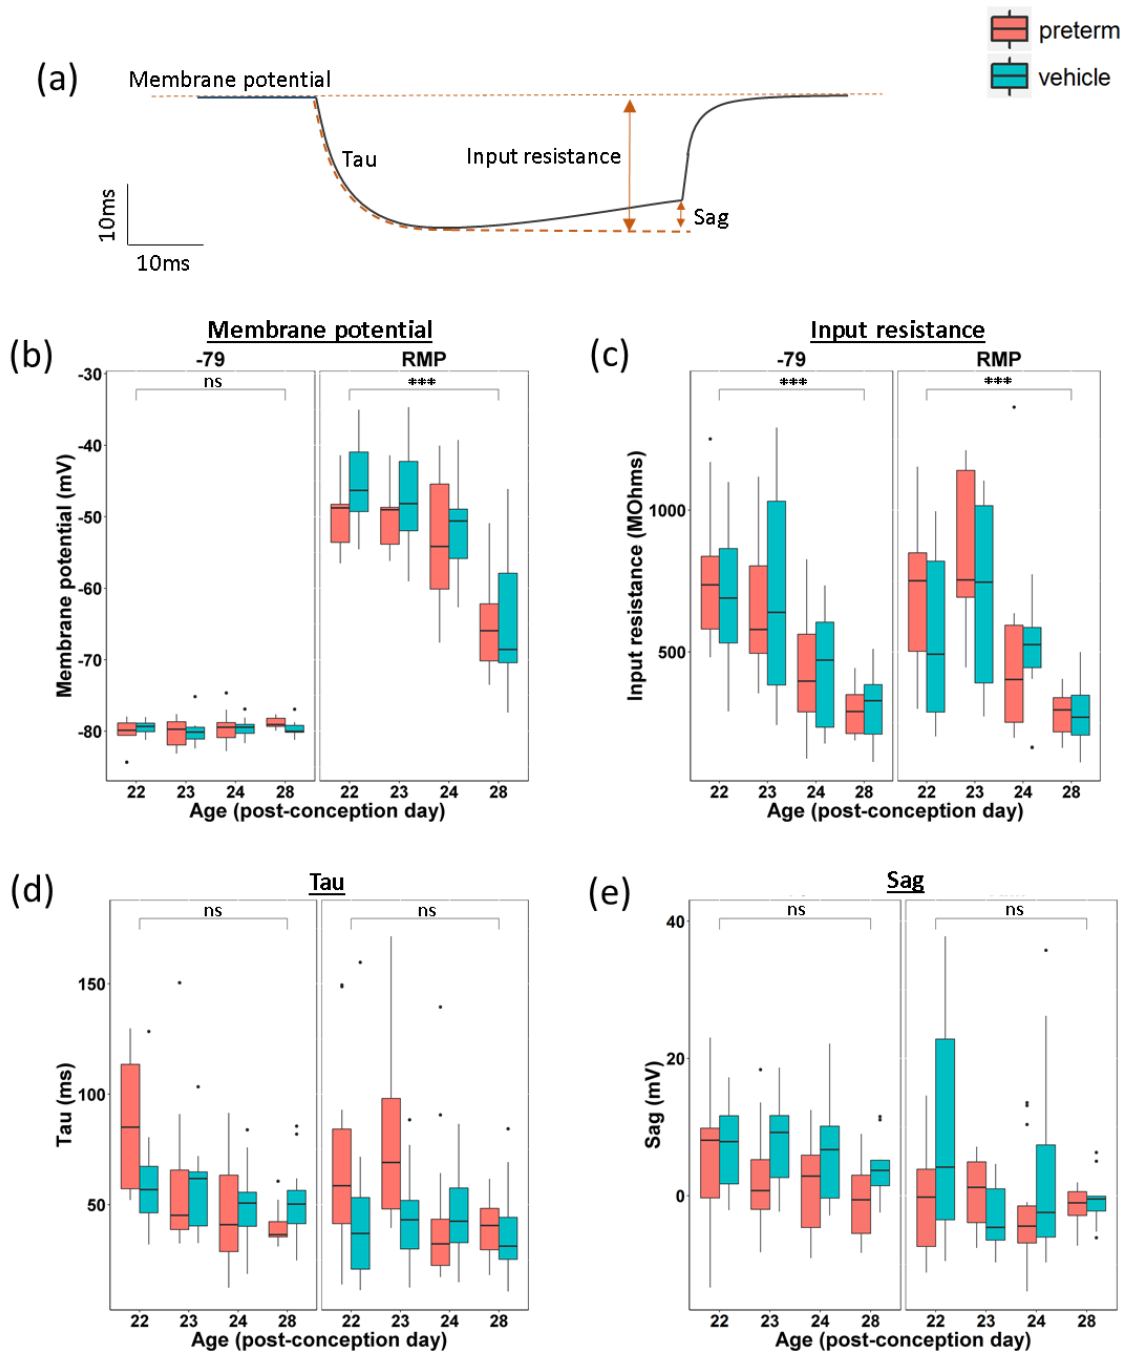 preterm
vehicle
(a)
Membrane potential
Tau
Input resistance
Sag
10ms
10ms
(b)
Membrane potential
-79
RMP
ns
***
-30
-40
-50
-60
-70
-80
Membrane potential (mV)
22
23
24
28
22
23
24
28
Age (post-conception day)
(c)
Input resistance
-79
RMP
***
***
1000
500
Input resistance (MOhms)
22
23
24
28
22
23
24
28
Age (post-conception day)
(d)
Tau
ns
ns
150
100
50
Tau (ms)
22
23
24
28
22
23
24
28
Age (post-conception day)
(e)
Sag
ns
ns
40
20
0
Sag (mV)
22
23
24
28
22
23
24
28
Age (post-conception day)